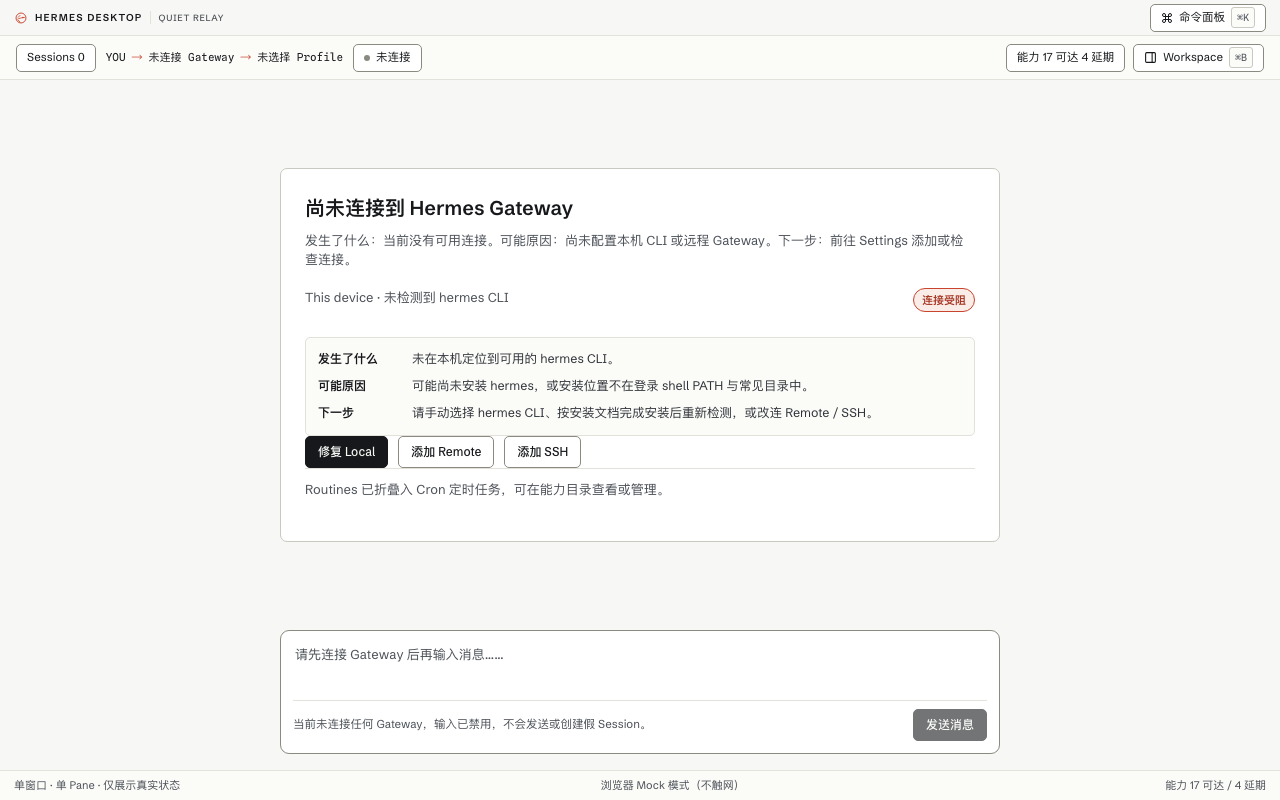 HERMES DESKTOP QUIET RELAY
命令面板 ⌘K
Sessions 0 YOU → 未连接 Gateway → 未选择 Profile 未连接
能力 17 可达 4 延期 Workspace ⌘B
尚未连接到 Hermes Gateway
发生了什么：当前没有可用连接。可能原因：尚未配置本机 CLI 或远程 Gateway。下一步：前往 Settings 添加或检
查连接。
This device · 未检测到 hermes CLI 连接受阻
发生了什么 未在本机定位到可用的 hermes CLI。
可能原因 可能尚未安装 hermes，或安装位置不在登录 shell PATH 与常见目录中。
下一步 请手动选择 hermes CLI、按安装文档完成安装后重新检测，或改连 Remote / SSH。
修复 Local 添加 Remote 添加 SSH
Routines 已折叠入 Cron 定时任务，可在能力目录查看或管理。
请先连接 Gateway 后再输入消息……
当前未连接任何 Gateway，输入已禁用，不会发送或创建假 Session。 发送消息
单窗口 · 单 Pane · 仅展示真实状态 浏览器 Mock 模式（不触网） 能力 17 可达 / 4 延期